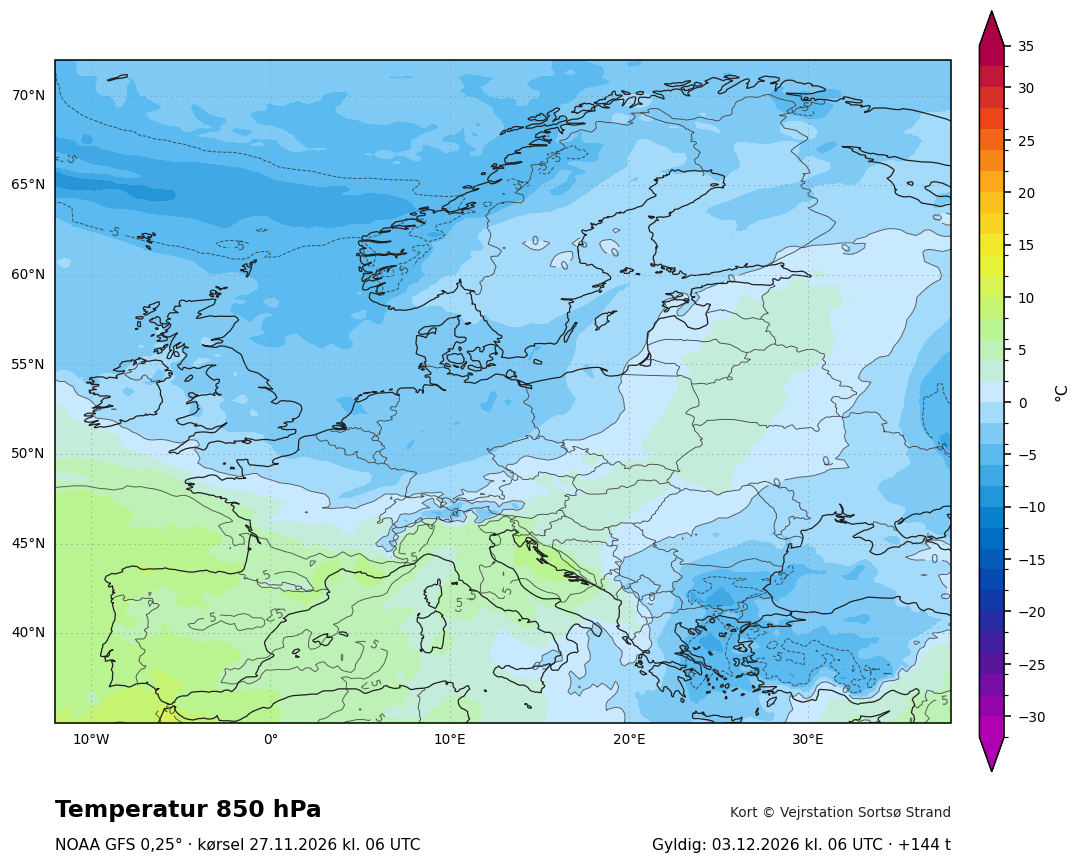 35
30
25
20
15
10
5
0
−5
−10
−15
−20
−25
−30
°C
70°N
65°N
60°N
55°N
50°N
45°N
40°N
10°W 0° 10°E 20°E 30°E
Temperatur 850 hPa
Kort © Vejrstation Sortsø Strand
NOAA GFS 0,25° · kørsel 27.11.2026 kl. 06 UTC
Gyldig: 03.12.2026 kl. 06 UTC · +144 t